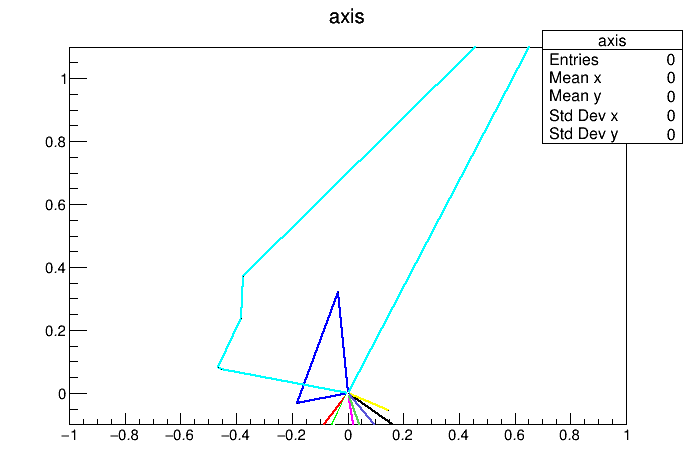 axis
axis
Entries 0
Mean x 0
Mean y 0
Std Dev x 0
Std Dev y 0
1
0.8
0.6
0.4
0.2
0
−1 −0.8 −0.6 −0.4 −0.2 0 0.2 0.4 0.6 0.8 1